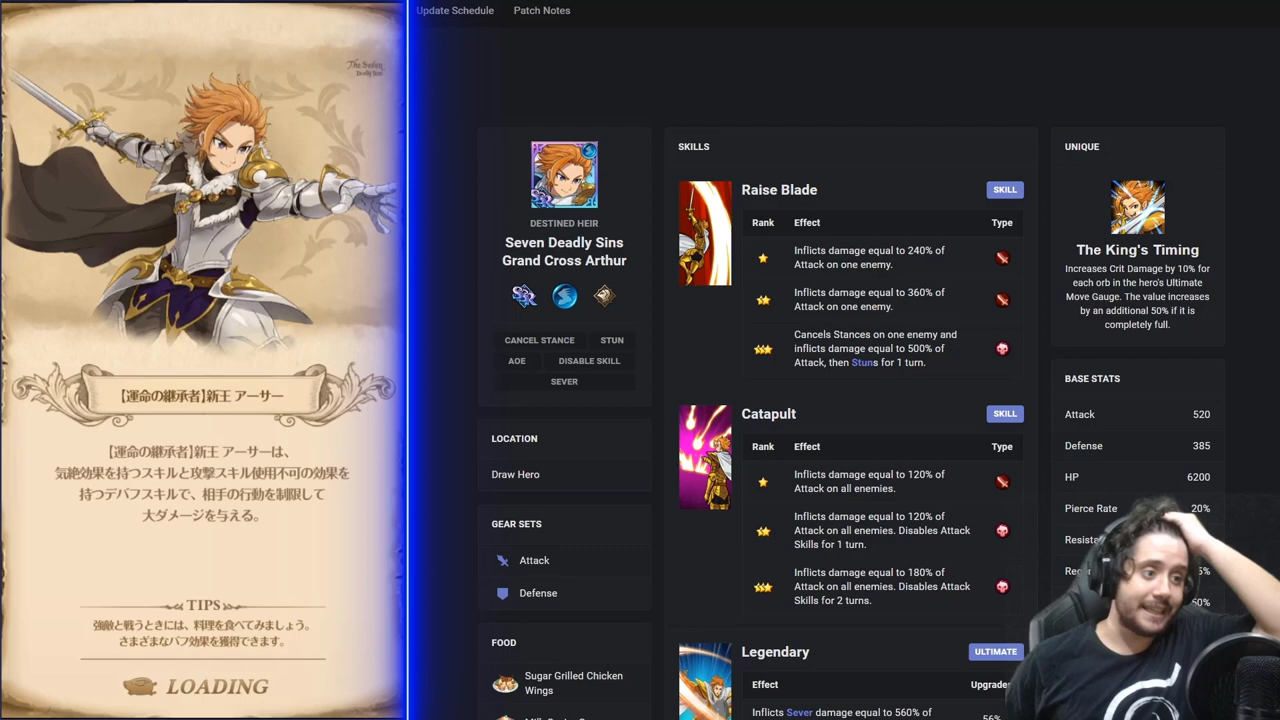 Update Schedule
Patch Notes
The Seven
Deadly Sins
【運命の継承者】新王 アーサー
【運命の継承者】新王 アーサーは、
気絶効果を持つスキルと攻撃スキル使用不可の効果を
持つデバフスキルで、相手の行動を制限して
大ダメージを与える。
TIPS
強敵と戦うときには、料理を食べてみましょう。
さまざまなバフ効果を獲得できます。
LOADING
DESTINED HEIR
Seven Deadly Sins
Grand Cross Arthur
CANCEL STANCE
STUN
AOE
DISABLE SKILL
SEVER
LOCATION
Draw Hero
GEAR SETS
Attack
Defense
FOOD
Sugar Grilled Chicken
Wings
SKILLS
Raise Blade
SKILL
Rank Effect Type
Inflicts damage equal to 240% of
Attack on one enemy.
Inflicts damage equal to 360% of
Attack on one enemy.
Cancels Stances on one enemy and
inflicts damage equal to 500% of
Attack, then Stuns for 1 turn.
Catapult
SKILL
Rank Effect Type
Inflicts damage equal to 120% of
Attack on all enemies.
Inflicts damage equal to 120% of
Attack on all enemies. Disables Attack
Skills for 1 turn.
Inflicts damage equal to 180% of
Attack on all enemies. Disables Attack
Skills for 2 turns.
Legendary
ULTIMATE
Effect
Inflicts Sever damage equal to 560% of
56%
UNIQUE
The King's Timing
Increases Crit Damage by 10% for
each orb in the hero's Ultimate
Move Gauge. The value increases
by an additional 50% if it is
completely full.
BASE STATS
Attack 520
Defense 385
HP 6200
Pierce Rate 20%